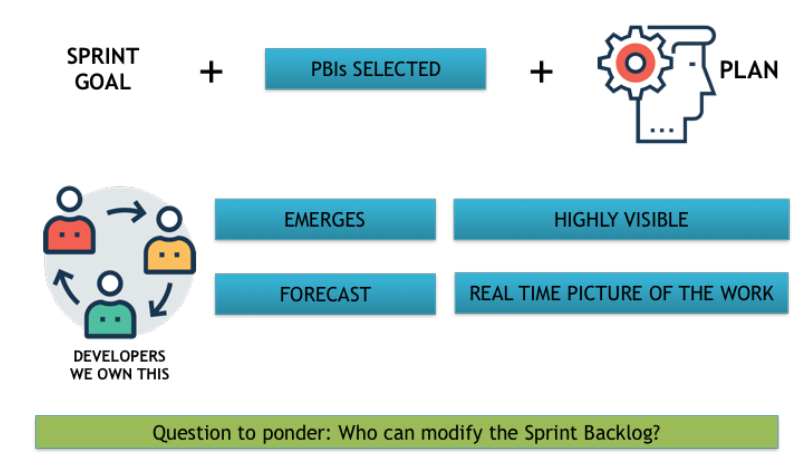 SPRINT
GOAL
+
PBIs SELECTED
+
PLAN
EMERGES
HIGHLY VISIBLE
FORECAST
REAL TIME PICTURE OF THE WORK
DEVELOPERS
WE OWN THIS
Question to ponder: Who can modify the Sprint Backlog?